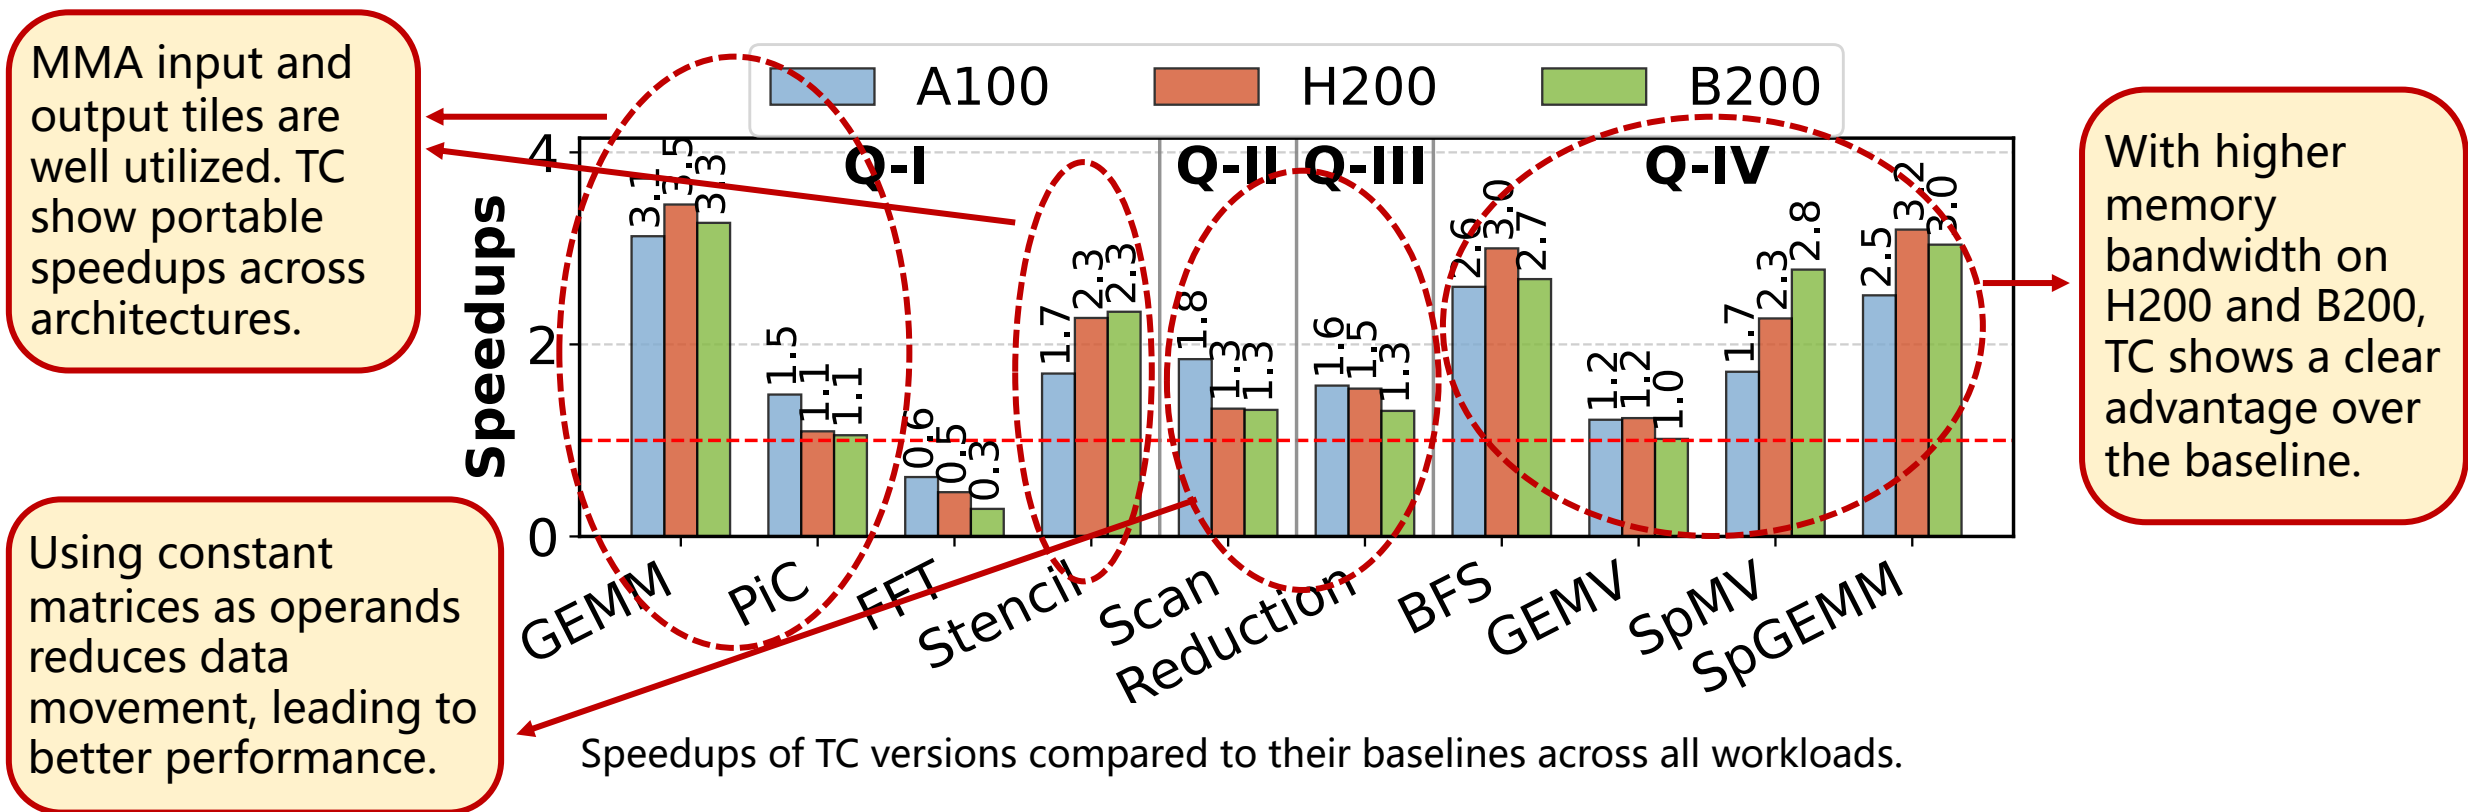 MMA input and
output tiles are
well utilized. TC
show portable
speedups across
architectures.
Using constant
matrices as operands
reduces data
movement, leading to
better performance.
A100 H200 B200
Speedups
4
2
0
Q-I Q-II Q-III Q-IV
3.1 3.5 3.3
1.5 1.1 1.1
0.6 0.5 0.3
1.7 2.3 2.3
1.8 1.3 1.3
1.6 1.5 1.3
2.6 3.0 2.7
1.2 1.2 1.0
1.7 2.3 2.8
2.5 3.2 3.0
GEMM PiC FFT Stencil Scan Reduction BFS GEMV SpMV SpGEMM
Speedups of TC versions compared to their baselines across all workloads.
With higher
memory
bandwidth on
H200 and B200,
TC shows a clear
advantage over
the baseline.